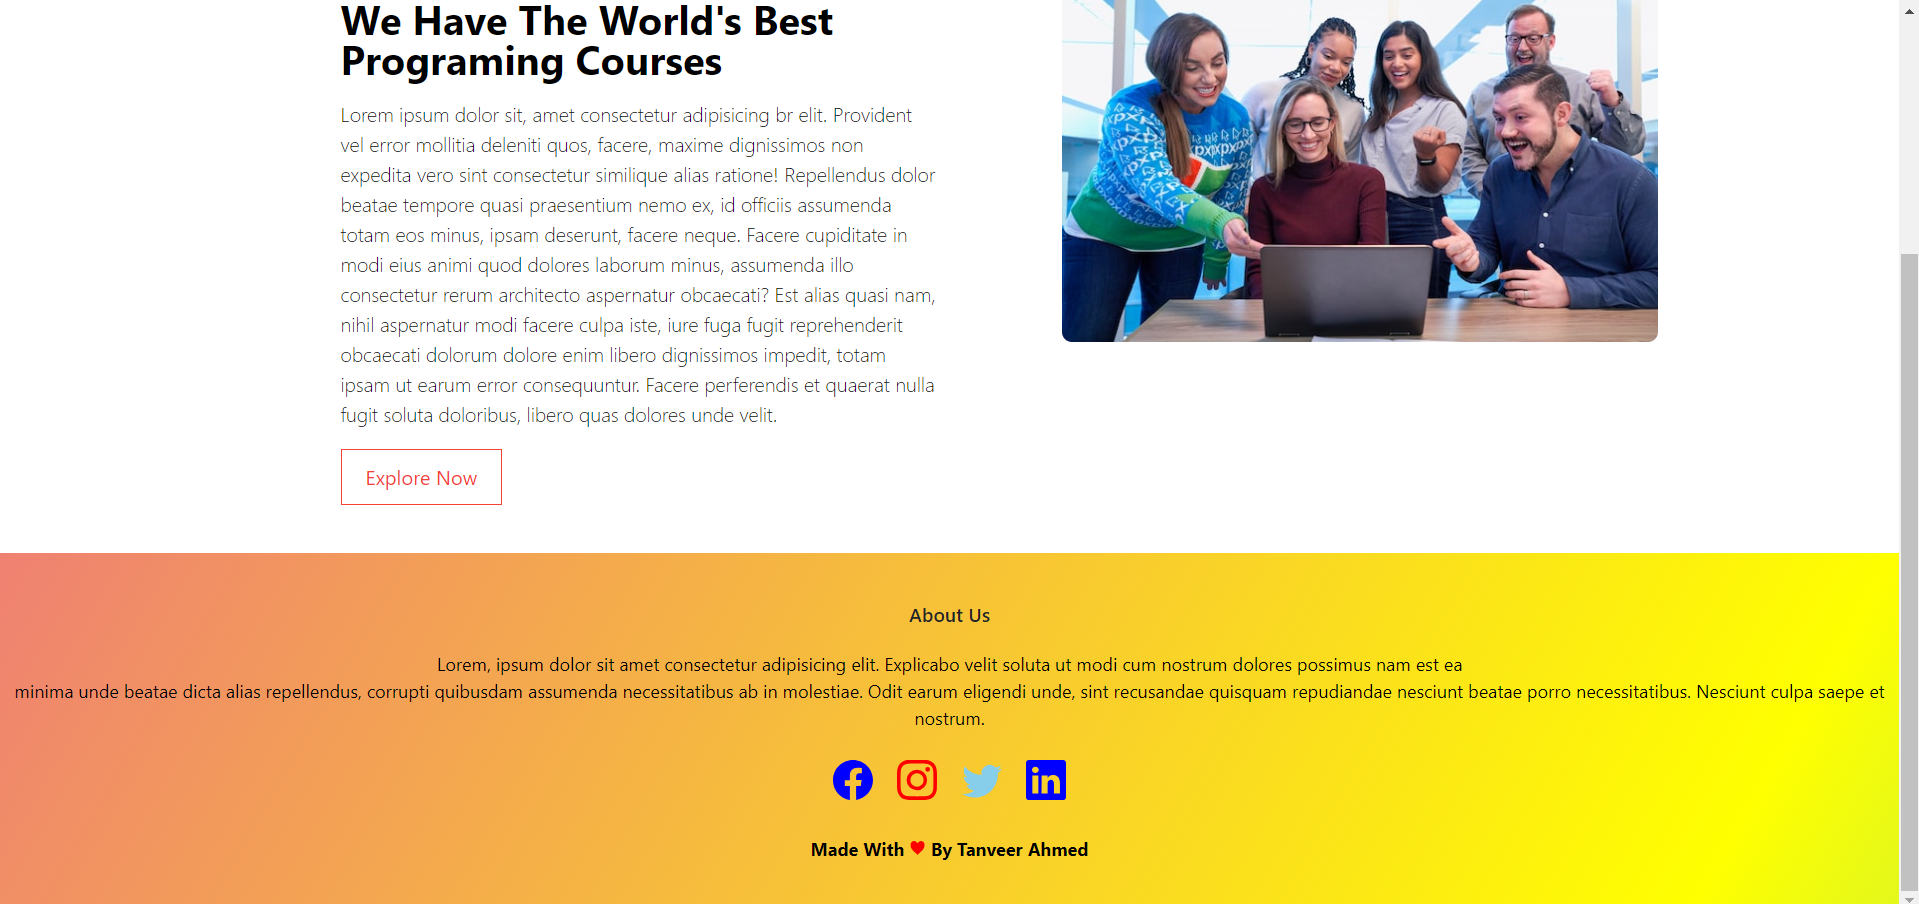 We Have The World's Best
Programing Courses
Lorem ipsum dolor sit, amet consectetur adipisicing br elit. Provident
vel error mollitia deleniti quos, facere, maxime dignissimos non
expedita vero sint consectetur similique alias ratione! Repellendus dolor
beatae tempore quasi praesentium nemo ex, id officiis assumenda
totam eos minus, ipsam deserunt, facere neque. Facere cupiditate in
modi eius animi quod dolores laborum minus, assumenda illo
consectetur rerum architecto aspernatur obcaecati? Est alias quasi nam,
nihil aspernatur modi facere culpa iste, iure fuga fugit reprehenderit
obcaecati dolorum dolore enim libero dignissimos impedit, totam
ipsam ut earum error consequuntur. Facere perferendis et quaerat nulla
fugit soluta doloribus, libero quas dolores unde velit.
Explore Now
About Us
Lorem, ipsum dolor sit amet consectetur adipisicing elit. Explicabo velit soluta ut modi cum nostrum dolores possimus nam est ea
minima unde beatae dicta alias repellendus, corrupti quibusdam assumenda necessitatibus ab in molestiae. Odit earum eligendi unde, sint recusandae quisquam repudiandae nesciunt beatae porro necessitatibus. Nesciunt culpa saepe et
nostrum.
Made With ♥ By Tanveer Ahmed